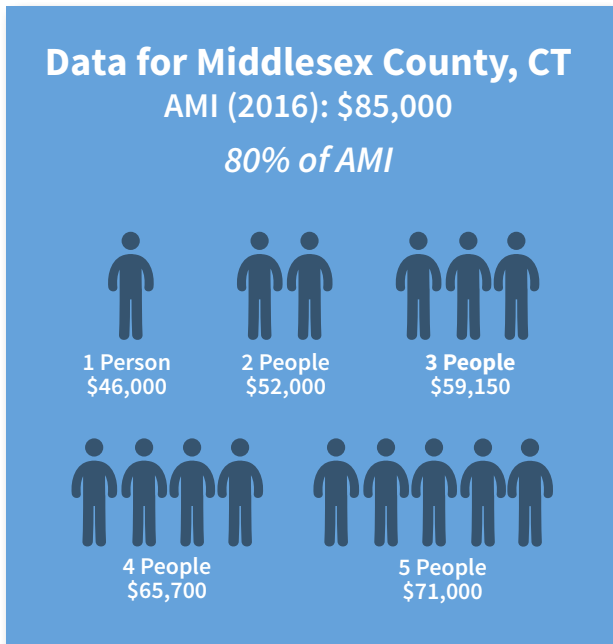 Data for Middlesex County, CT
AMI (2016): $85,000
80% of AMI
1 Person
$46,000
2 People
$52,000
3 People
$59,150
4 People
$65,700
5 People
$71,000